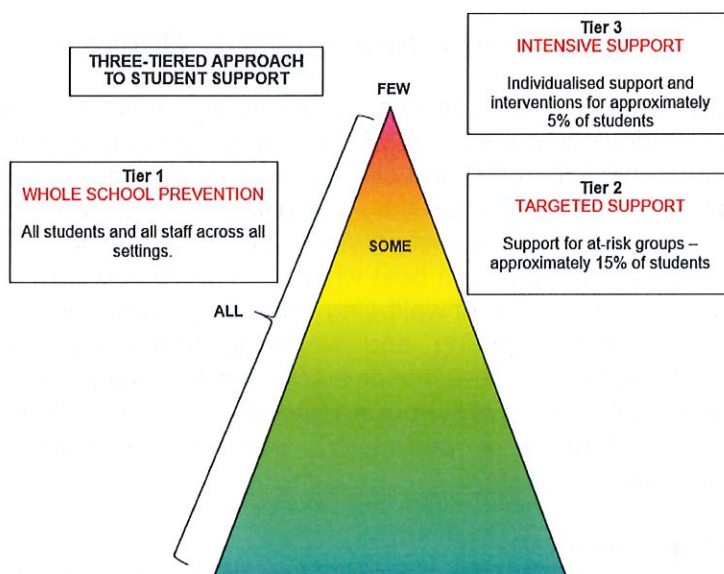 THREE-TIERED APPROACH
TO STUDENT SUPPORT
FEW
Tier 3
INTENSIVE SUPPORT
Individualised support and
interventions for approximately
5% of students
Tier 1
WHOLE SCHOOL PREVENTION
All students and all staff across all
settings.
Tier 2
TARGETED SUPPORT
Support for at-risk groups –
approximately 15% of students
SOME
ALL